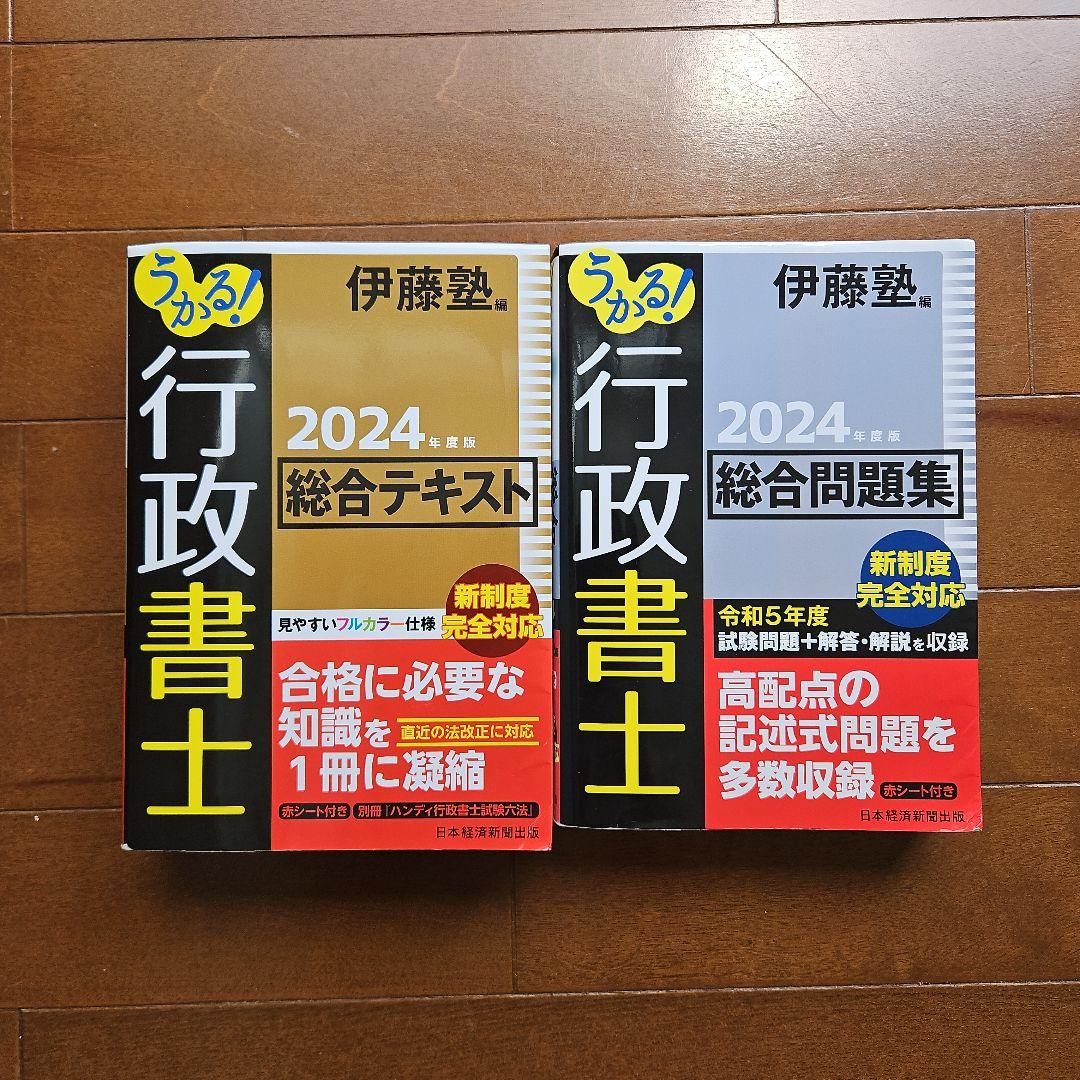 うかる!
行政書士
伊藤塾編
2024年度版
総合テキスト
新制度
完全対応
見やすいフルカラー仕様
合格に必要な
知識を
直近の法改正に対応
1冊に凝縮
赤シート付き
別冊「ハンディ行政書士試験六法」
日本経済新聞出版
うかる!
行政書士
伊藤塾編
2024年度版
総合問題集
新制度
完全対応
令和5年度
試験問題+解答・解説を収録
高配点の
記述式問題を
多数収録
赤シート付き
日本経済新聞出版